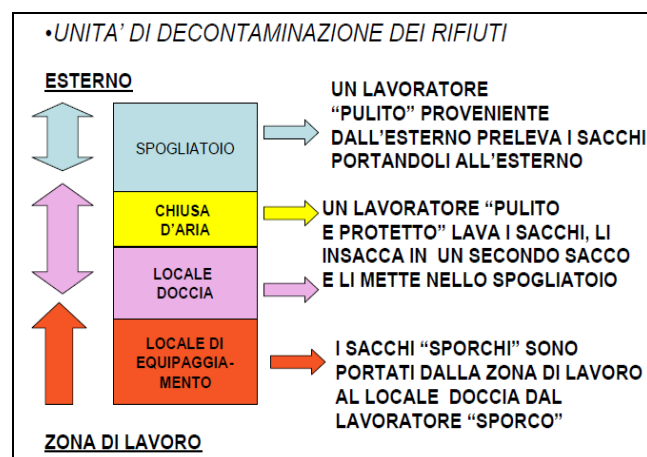 •UNITA' DI DECONTAMINAZIONE DEI RIFIUTI
ESTERNO
SPOGLIATOIO
UN LAVORATORE
“PULITO” PROVENIENTE
DALL'ESTERNO PRELEVA I SACCHI
PORTANDOLI ALL'ESTERNO
CHIUSA
D'ARIA
UN LAVORATORE “PULITO
E PROTETTO” LAVA I SACCHI, LI
INSACCA IN UN SECONDO SACCO
E LI METTE NELLO SPOGLIATOIO
LOCALE
DOCCIA
LOCALE DI
EQUIPAGGIA-
MENTO
I SACCHI “SPORCHI” SONO
PORTATI DALLA ZONA DI LAVORO
AL LOCALE DOCCIA DAL
LAVORATORE “SPORCO”
ZONA DI LAVORO